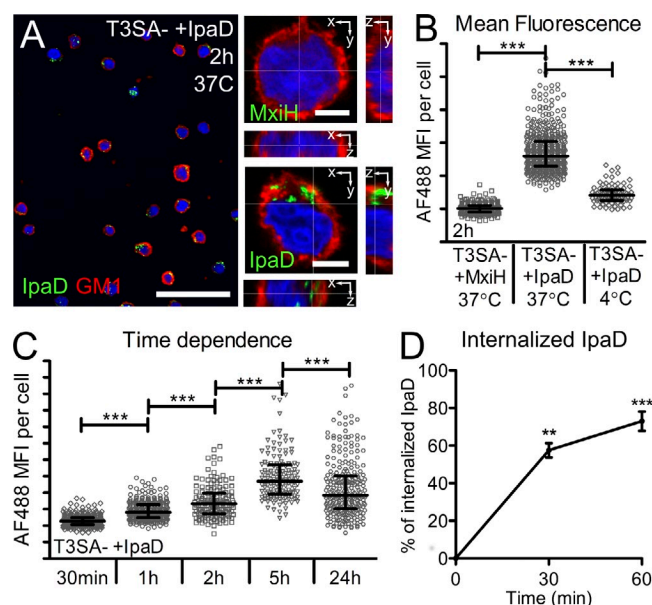 A
T3SA- +IpaD
2h
37C
IpaD GM1
x
y
z
y
MxiH
x
z
x
y
z
y
IpaD
x
z
B
Mean Fluorescence
***
***
AF488 MFI per cell
2h
T3SA- T3SA- T3SA-
+MxiH +IpaD +IpaD
37°C 37°C 4°C
C
Time dependence
***
***
***
***
AF488 MFI per cell
T3SA- +IpaD
30min 1h 2h 5h 24h
D
Internalized IpaD
% of internalized IpaD
100
80
60
40
20
0
**
***
0 30 60
Time (min)